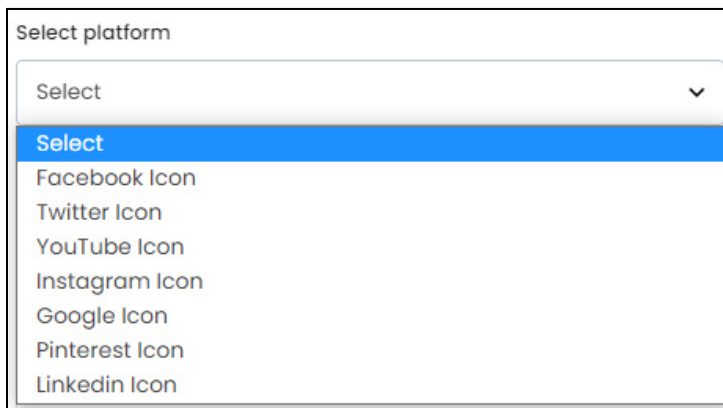 Select platform
Select
Select
Facebook Icon
Twitter Icon
YouTube Icon
Instagram Icon
Google Icon
Pinterest Icon
Linkedin Icon